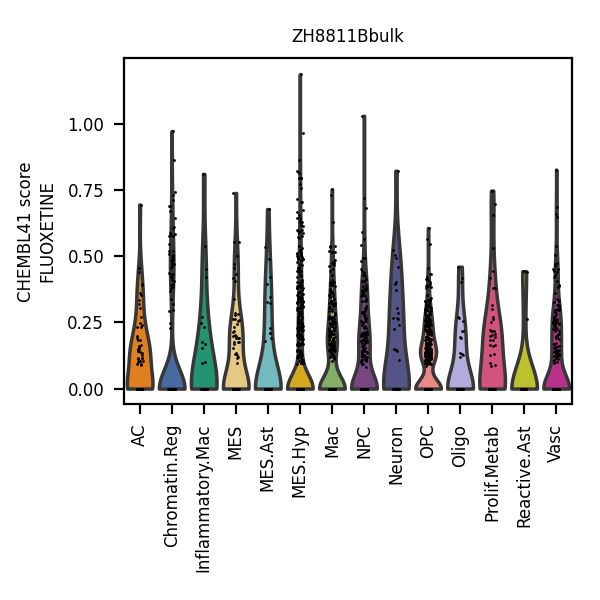 ZH8811Bbulk
CHEMBL41 score
FLUOXETINE
1.00
0.75
0.50
0.25
0.00
AC
Chromatin.Reg
Inflammatory.Mac
MES
MES.Ast
MES.Hyp
Mac
NPC
Neuron
OPC
Oligo
Prolif.Metab
Reactive.Ast
Vasc